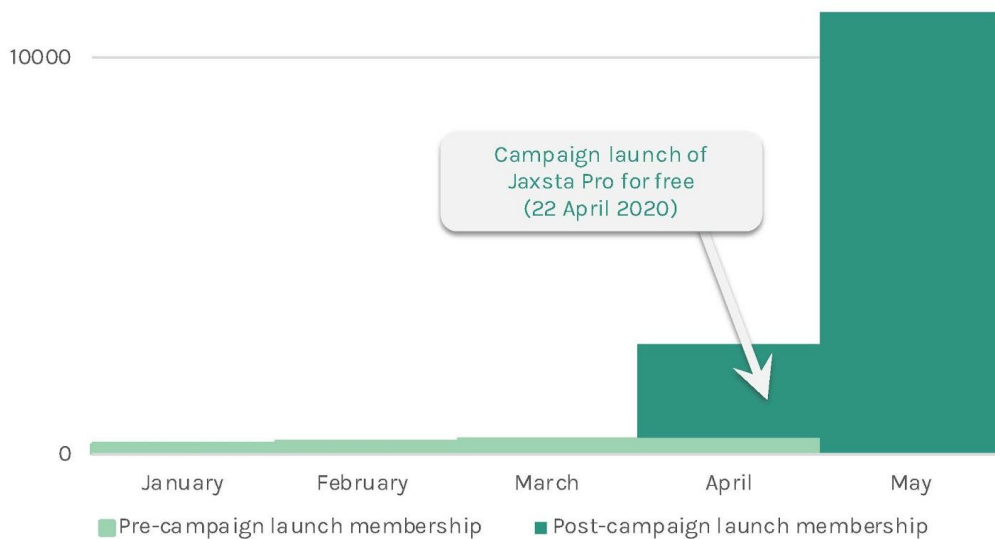 10000
Campaign launch of
Jaxsta Pro for free
(22 April 2020)
0
January February March April May
Pre-campaign launch membership Post-campaign launch membership